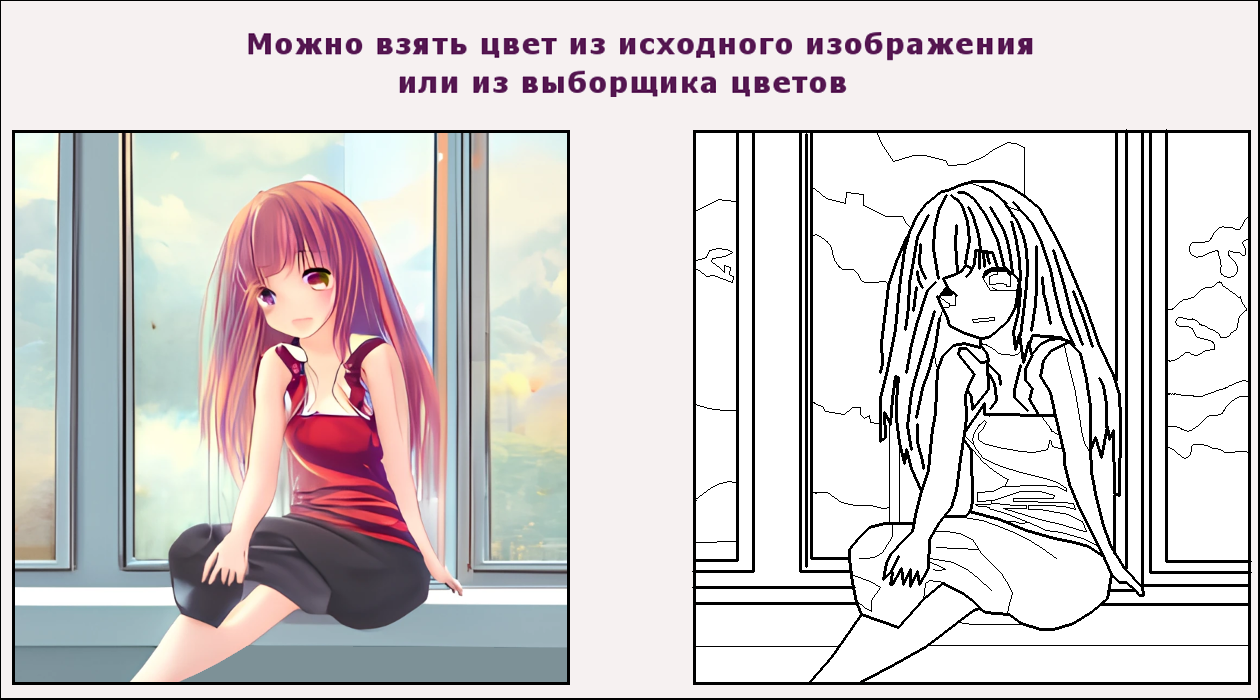 Можно взять цвет из исходного изображения
или из выборщика цветов